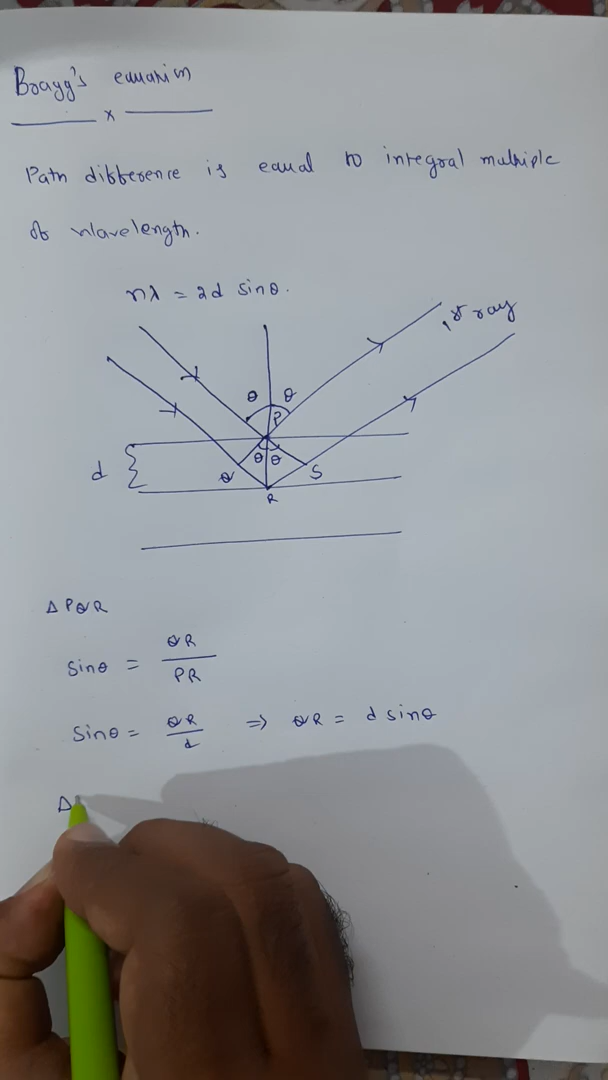 Bragg's equation
x
Path difference is equal to integral multiple
of wavelength.
nλ = 2d sinθ.
x ray
θ θ
P
d
θ θ
Q S
R
Δ PQR
sinθ = QR / PR
sinθ = QR / d ⇒ QR = d sinθ
Δ